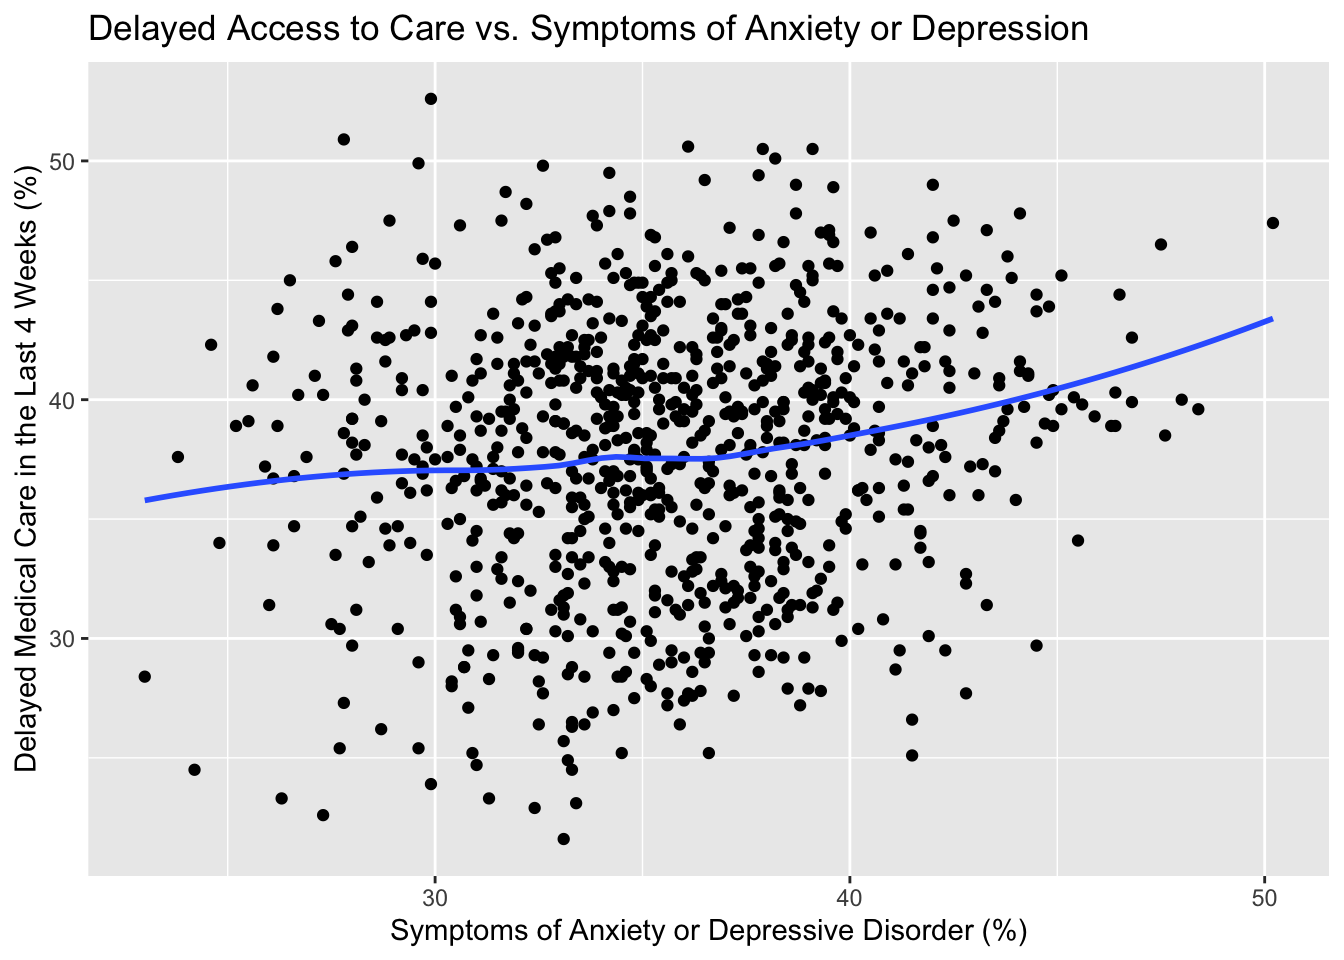 Delayed Access to Care vs. Symptoms of Anxiety or Depression
Delayed Medical Care in the Last 4 Weeks (%)
50
40
30
30
40
50
Symptoms of Anxiety or Depressive Disorder (%)